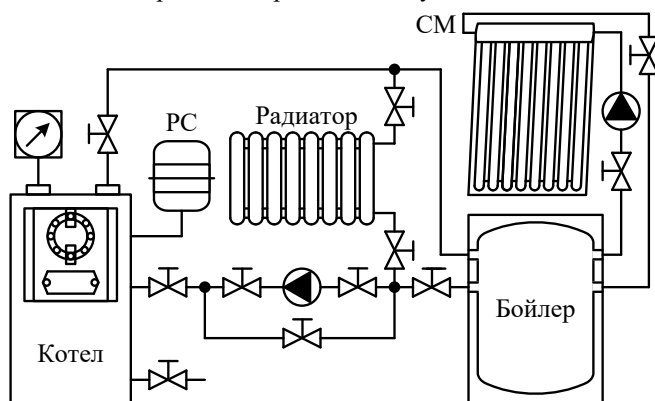 СМ
РС
Радиатор
Бойлер
Котел